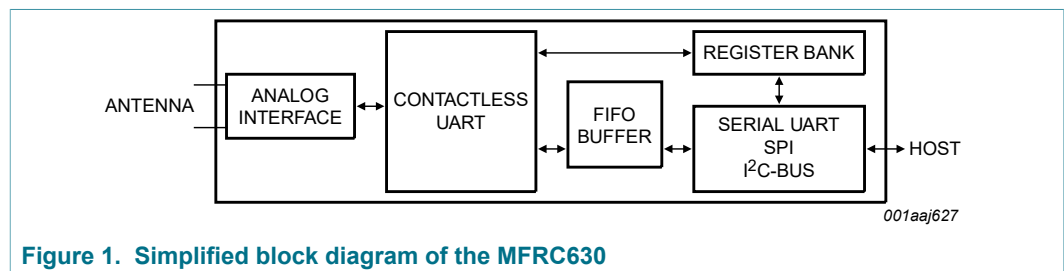 ANTENNA
ANALOG
INTERFACE
CONTACTLESS
UART
FIFO
BUFFER
REGISTER BANK
SERIAL UART
SPI
I²C-BUS
HOST
001aaj627
Figure 1. Simplified block diagram of the MFRC630